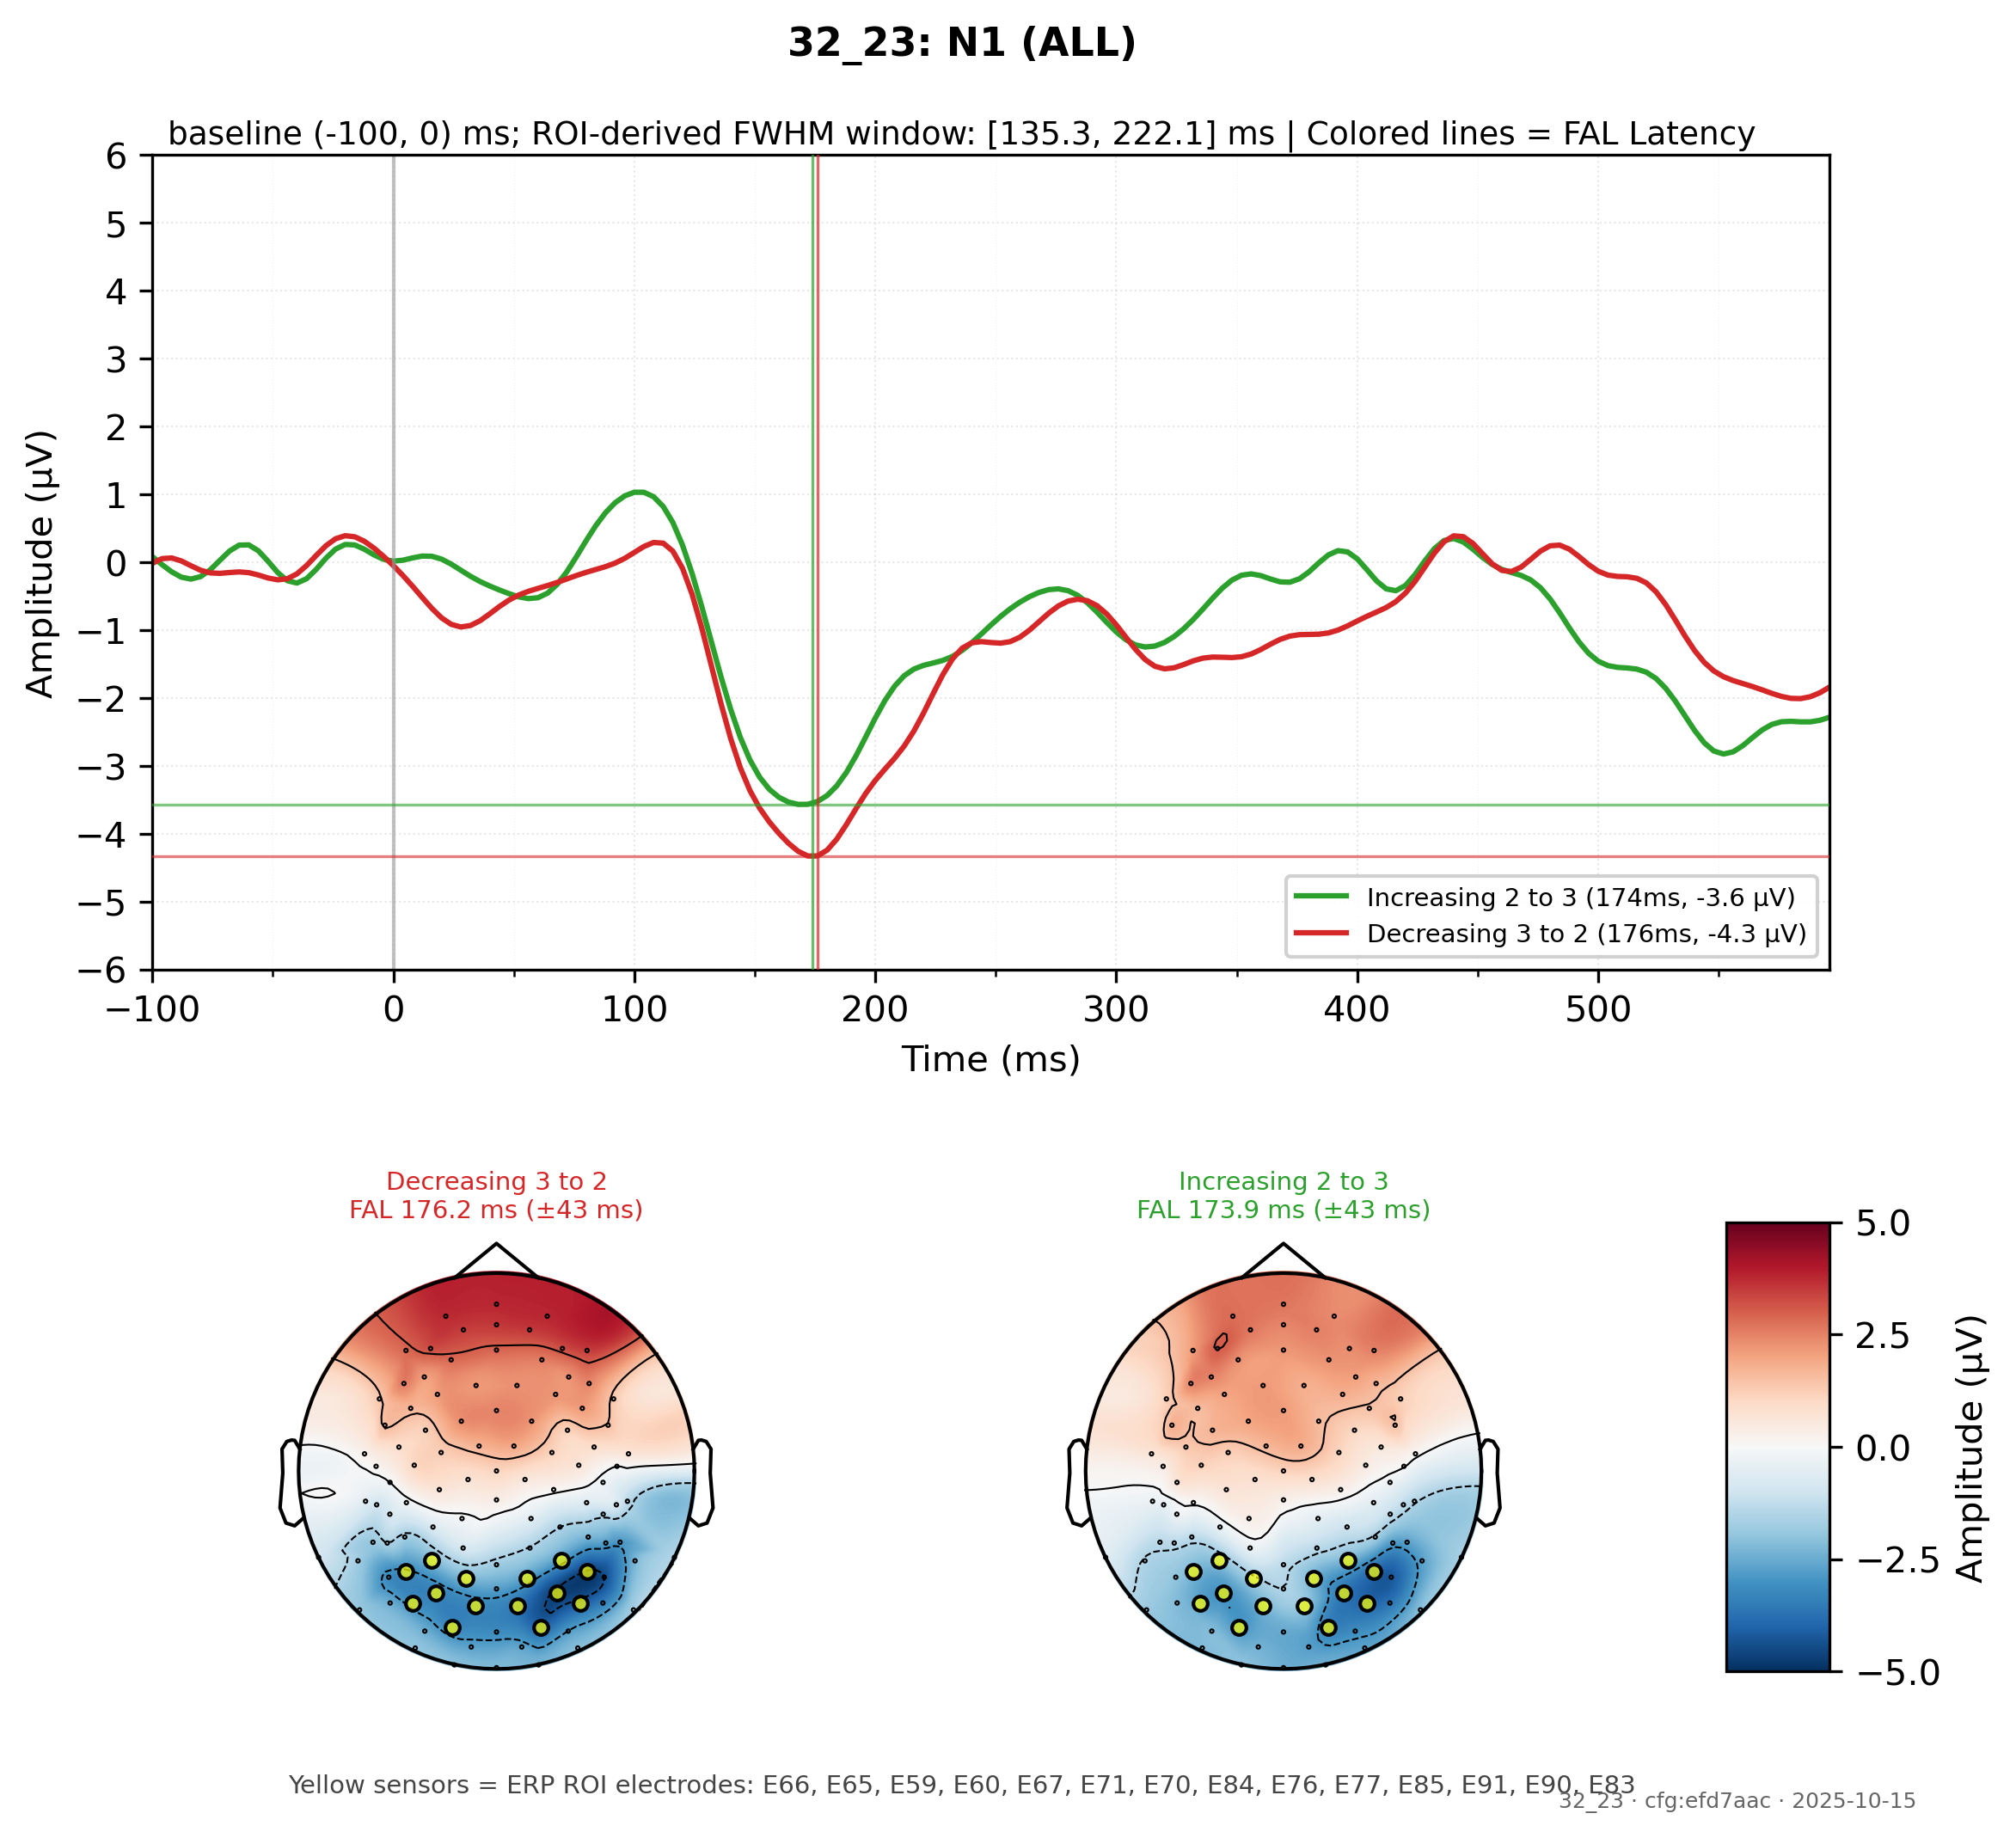 32_23: N1 (ALL)
baseline (-100, 0) ms; ROI-derived FWHM window: [135.3, 222.1] ms | Colored lines = FAL Latency
6
5
4
3
2
1
0
−1
−2
−3
−4
−5
−6
Amplitude (µV)
Increasing 2 to 3 (174ms, -3.6 µV)
Decreasing 3 to 2 (176ms, -4.3 µV)
−100 0 100 200 300 400 500
Time (ms)
Decreasing 3 to 2
FAL 176.2 ms (±43 ms)
Increasing 2 to 3
FAL 173.9 ms (±43 ms)
5.0
2.5
0.0
−2.5
−5.0
Amplitude (µV)
Yellow sensors = ERP ROI electrodes: E66, E65, E59, E60, E67, E71, E70, E84, E76, E77, E85, E91, E90, E83
32_23 · cfg:efd7aac · 2025-10-15